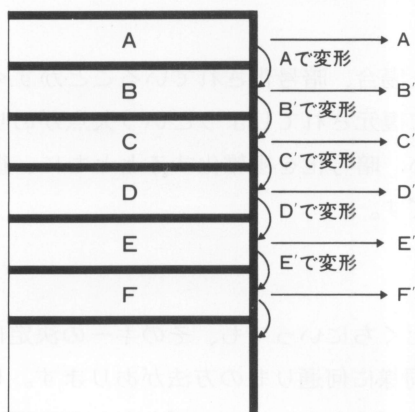 A → A
Aで変形
B → B′
B′で変形
C → C′
C′で変形
D → D′
D′で変形
E → E′
E′で変形
F → F′